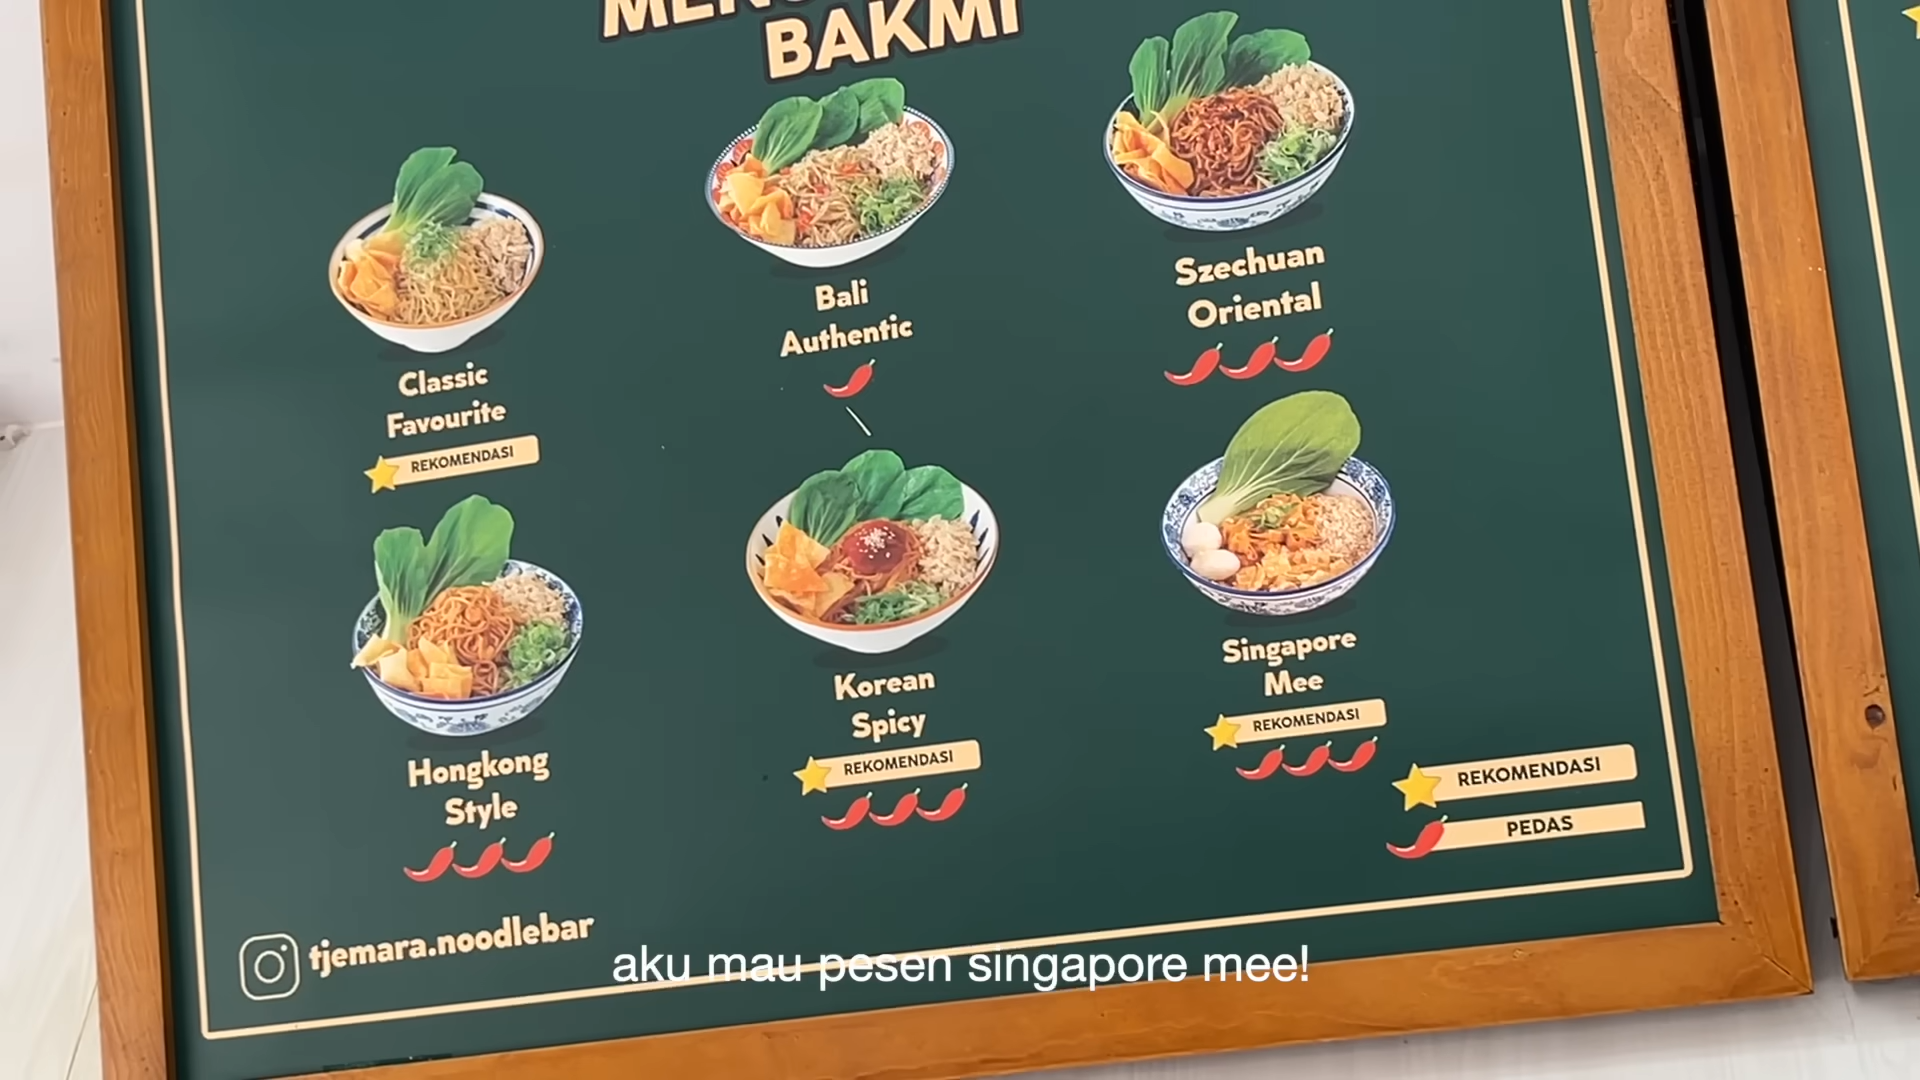 BAKMI
Bali
Authentic
Szechuan
Oriental
Classic
Favourite
REKOMENDASI
Hongkong
Style
Korean
Spicy
REKOMENDASI
Singapore
Mee
REKOMENDASI
REKOMENDASI
PEDAS
tjemara.noodlebar
aku mau pesen singapore mee!